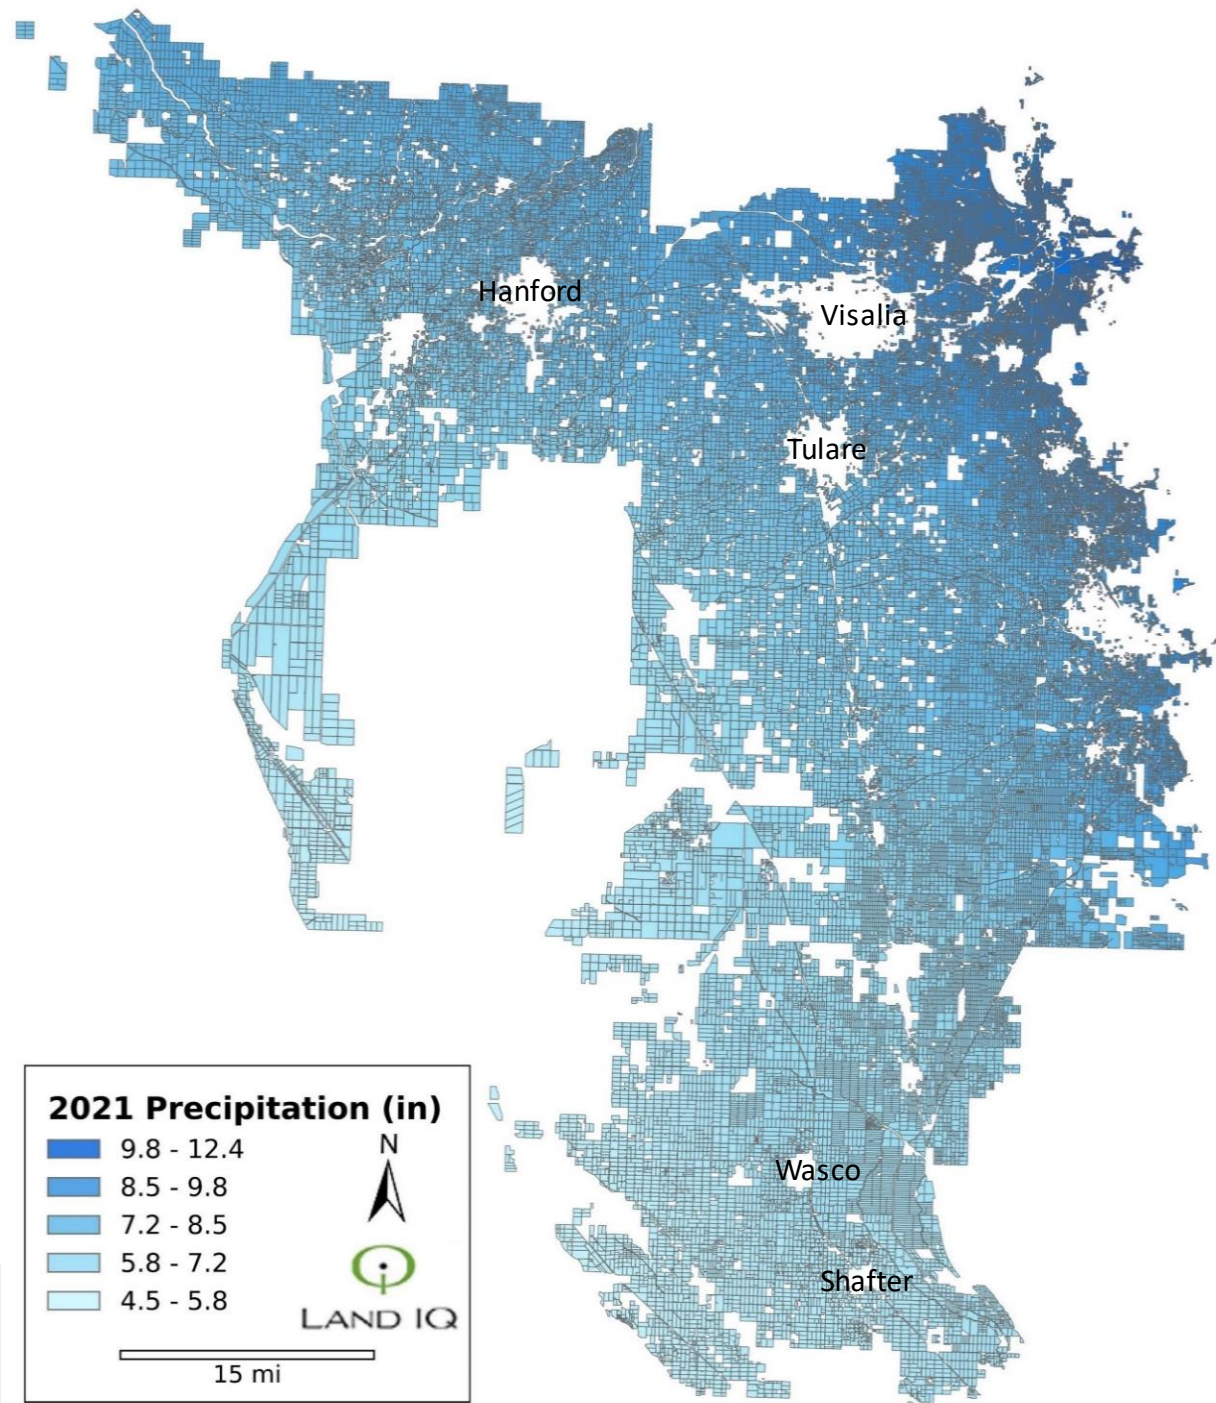 Hanford
Visalia
Tulare
Wasco
Shafter
2021 Precipitation (in)
9.8 - 12.4
8.5 - 9.8
7.2 - 8.5
5.8 - 7.2
4.5 - 5.8
N
LAND IQ
15 mi